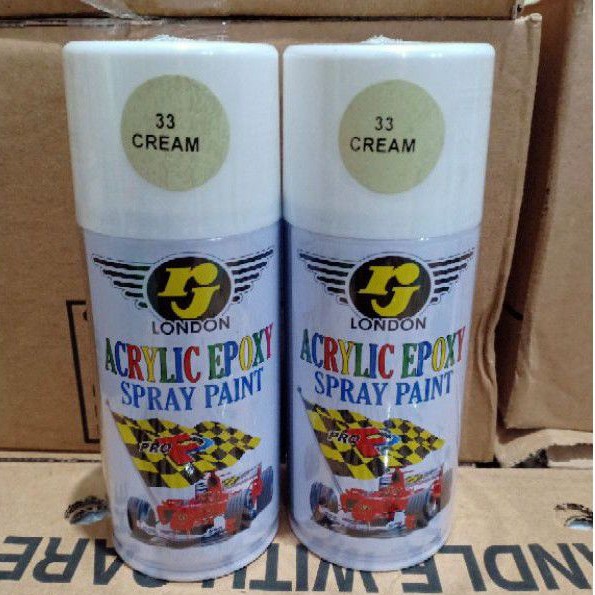 33
CREAM
rj
LONDON
ACRYLIC EPOXY
SPRAY PAINT
PRO
33
CREAM
rj
LONDON
ACRYLIC EPOXY
SPRAY PAINT
PRO
HANDLE WITH CARE